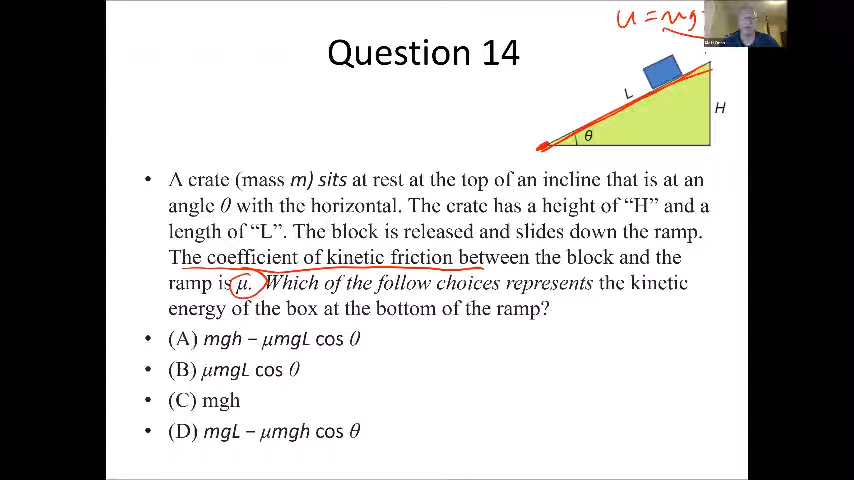 u = mg
Question 14
L
H
θ
• A crate (mass m) sits at rest at the top of an incline that is at an
angle θ with the horizontal. The crate has a height of “H” and a
length of “L”. The block is released and slides down the ramp.
The coefficient of kinetic friction between the block and the
ramp is μ. Which of the follow choices represents the kinetic
energy of the box at the bottom of the ramp?
• (A) mgh − μmgL cos θ
• (B) μmgL cos θ
• (C) mgh
• (D) mgL − μmgh cos θ